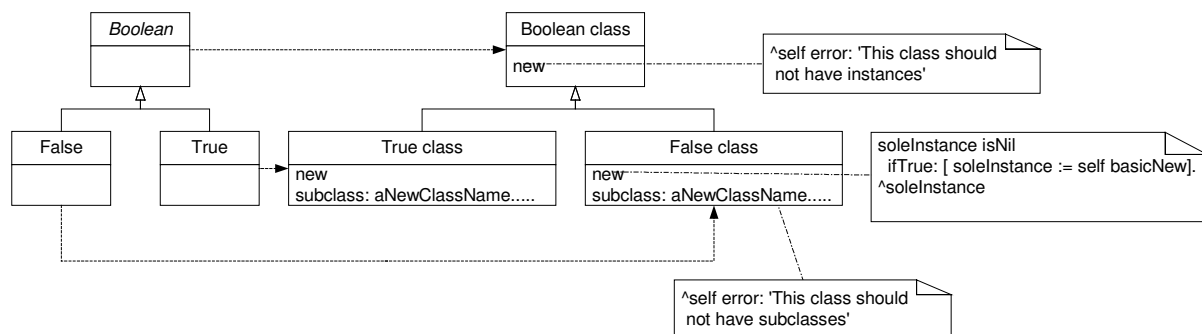 Boolean
Boolean class
new
^self error: 'This class should
not have instances'
False
True
True class
new
subclass: aNewClassName.....
False class
new
subclass: aNewClassName.....
soleInstance isNil
ifTrue: [ soleInstance := self basicNew].
^soleInstance
^self error: 'This class should
not have subclasses'